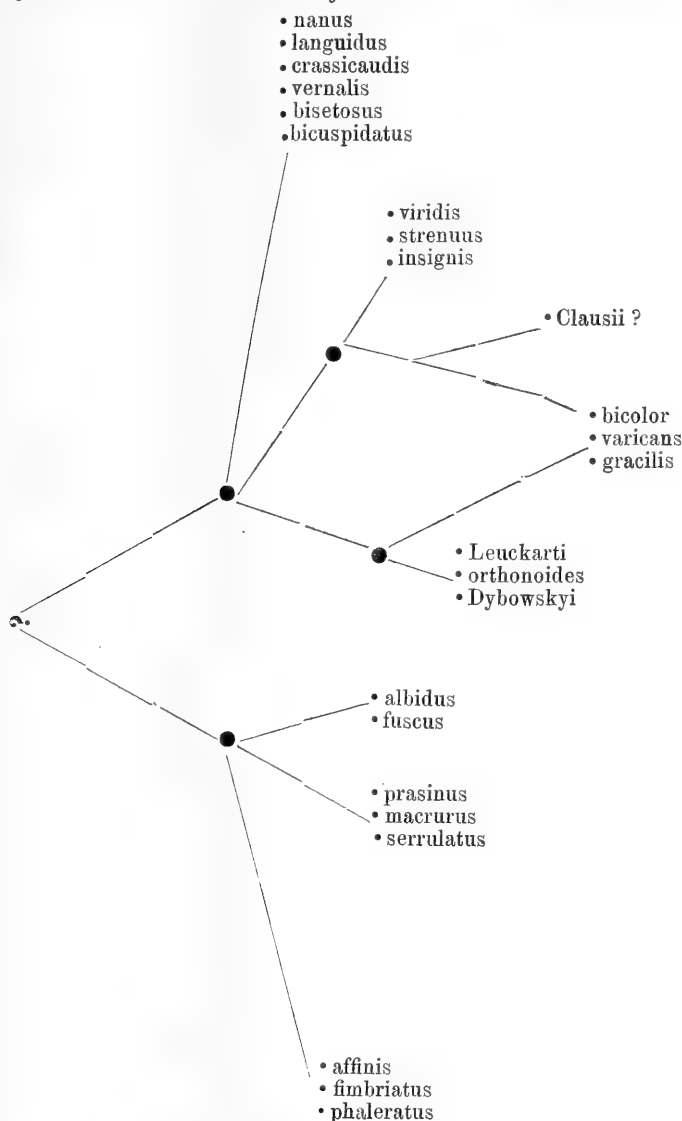 • nanus
• languidus
• crassicaudis
• vernalis
• bisetosus
• bicuspidatus
• viridis
• strenuus
• insignis
• Clausii ?
• bicolor
• varicans
• gracilis
• Leuckarti
• orthonoides
• Dybowskyi
• albidus
• fuscus
• prasinus
• macrurus
• serrulatus
• affinis
• fimbriatus
• phaleratus